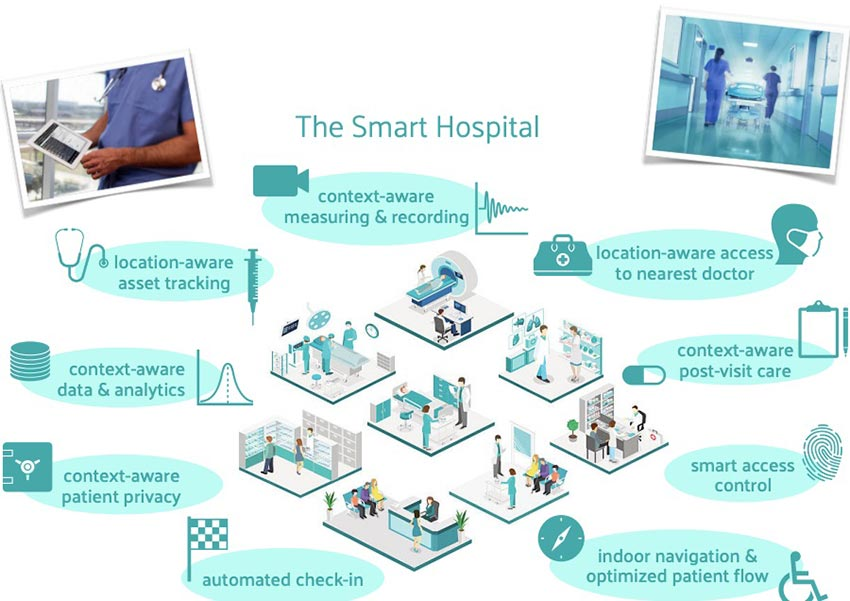 The Smart Hospital
context-aware
measuring & recording
location-aware
asset tracking
location-aware access
to nearest doctor
context-aware
data & analytics
context-aware
post-visit care
context-aware
patient privacy
smart access
control
automated check-in
indoor navigation &
optimized patient flow